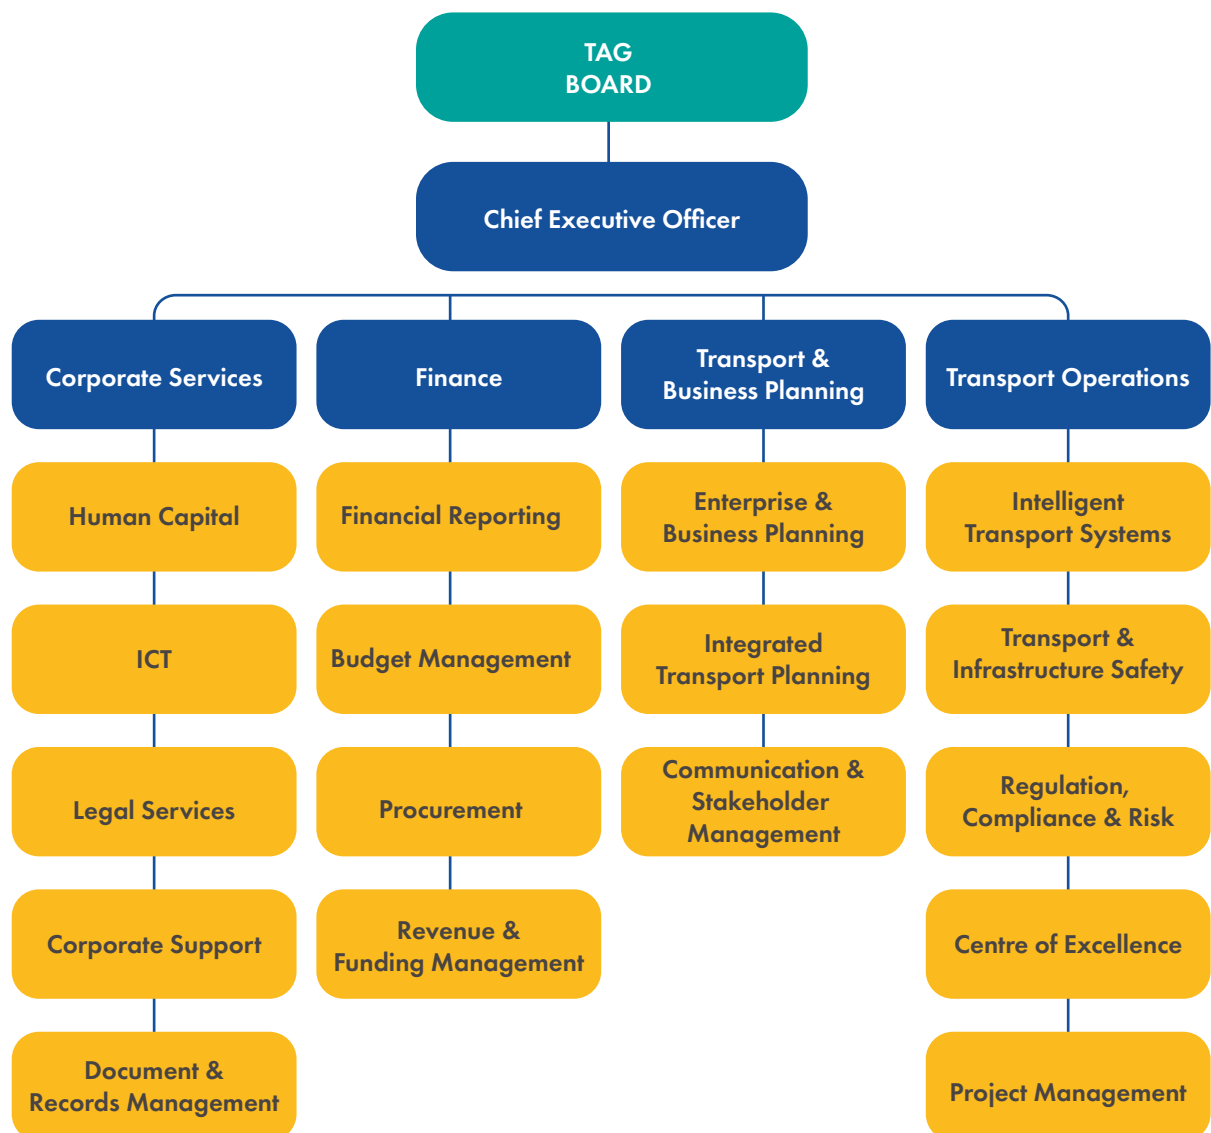 TAG
BOARD
Chief Executive Officer
Corporate Services
Finance
Transport &
Business Planning
Transport Operations
Human Capital
Financial Reporting
Enterprise &
Business Planning
Intelligent
Transport Systems
ICT
Budget Management
Integrated
Transport Planning
Transport &
Infrastructure Safety
Legal Services
Procurement
Communication &
Stakeholder
Management
Regulation,
Compliance & Risk
Corporate Support
Revenue &
Funding Management
Centre of Excellence
Document &
Records Management
Project Management